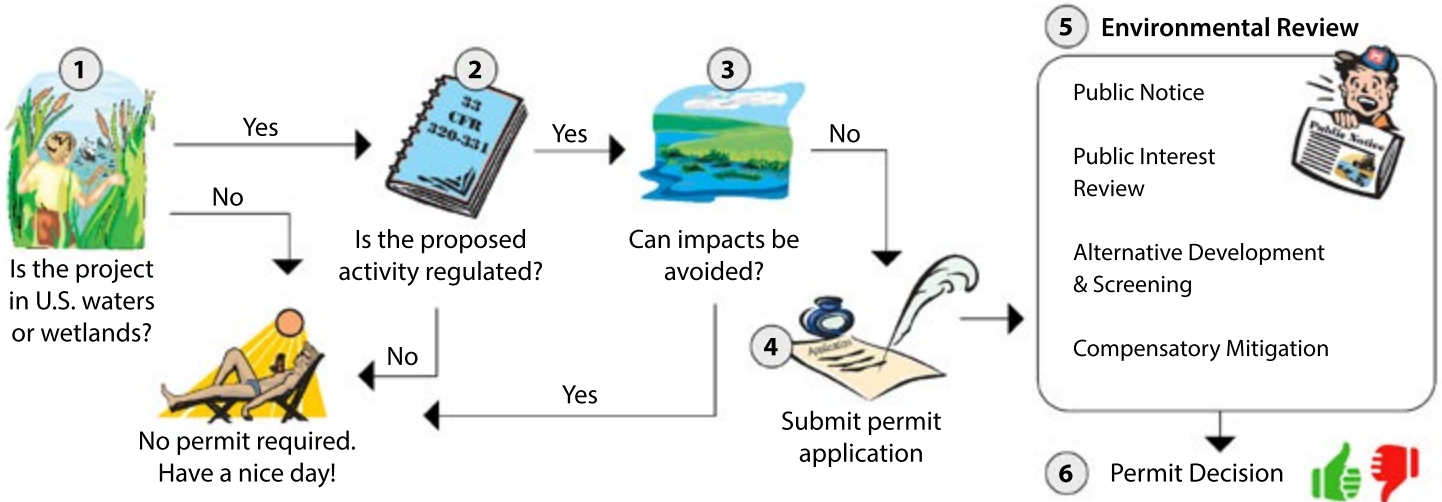 1
Is the project
in U.S. waters
or wetlands?
Yes
No
2
33
CFR
320-331
Is the proposed
activity regulated?
Yes
No
3
Can impacts be
avoided?
No
Yes
No permit required.
Have a nice day!
4
Application
Submit permit
application
5 Environmental Review
Public Notice
Public Interest
Review
Alternative Development
& Screening
Compensatory Mitigation
Public Notice
6 Permit Decision